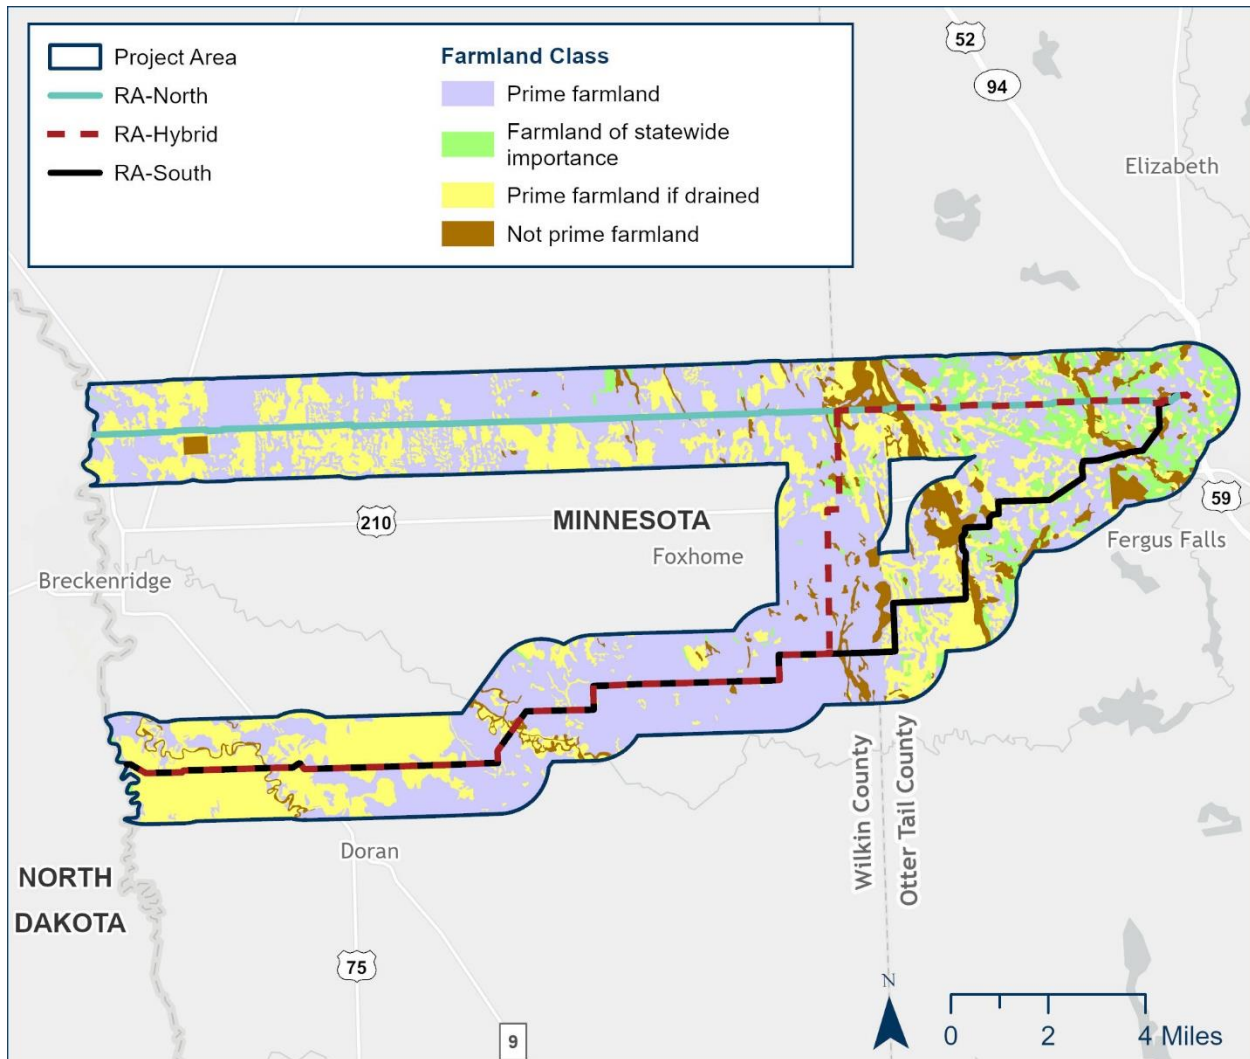 Project Area
RA-North
RA-Hybrid
RA-South
Farmland Class
Prime farmland
Farmland of statewide
importance
Prime farmland if drained
Not prime farmland
52
94
Elizabeth
210
MINNESOTA
Foxhome
59
Fergus Falls
Breckenridge
Wilkin County
Otter Tail County
Doran
NORTH
DAKOTA
75
9
N
0 2 4 Miles